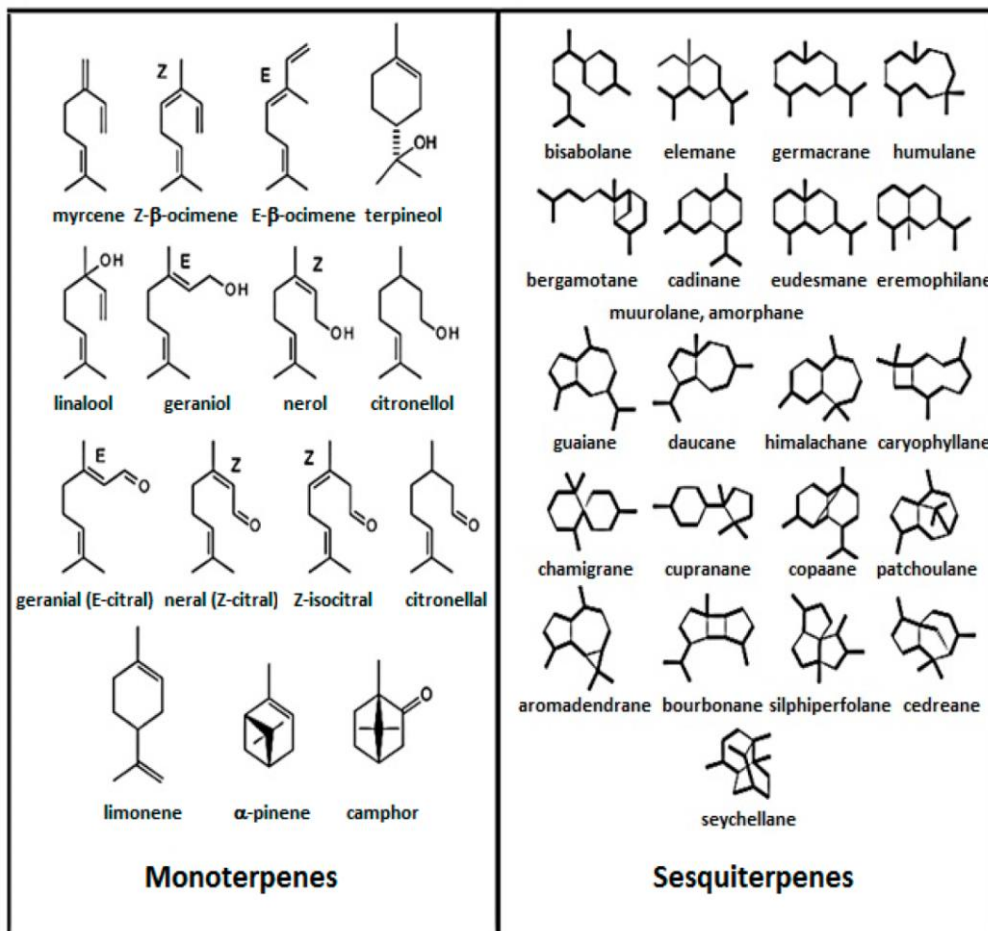 Z
E
OH
myrcene Z-β-ocimene E-β-ocimene terpineol
OH
E
OH
Z
OH
OH
linalool geraniol nerol citronellol
E
O
Z
O
Z
O
O
geranial (E-citral) neral (Z-citral) Z-isocitral citronellal
O
limonene α-pinene camphor
Monoterpenes
bisabolane elemane germacrane humulane
bergamotane cadinane eudesmane eremophilane
muurolane, amorphane
guaiane daucane himalachane caryophyllane
chamigrane cupranane copaane patchoulane
aromadendrane bourbonane silphiperfolane cedreane
seychellane
Sesquiterpenes